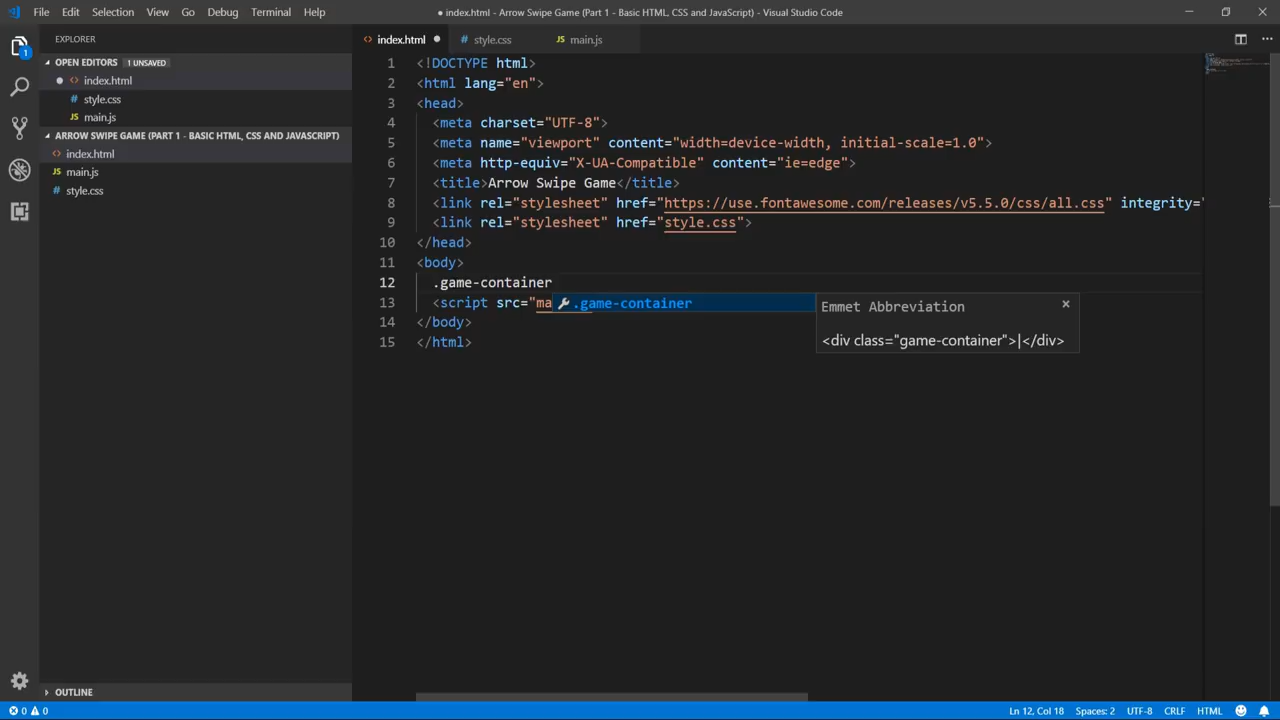 File Edit Selection View Go Debug Terminal Help
● index.html - Arrow Swipe Game (Part 1 - Basic HTML, CSS and JavaScript) - Visual Studio Code
EXPLORER
OPEN EDITORS 1 UNSAVED
index.html
style.css
main.js
ARROW SWIPE GAME (PART 1 - BASIC HTML, CSS AND JAVASCRIPT)
index.html
main.js
style.css
OUTLINE
index.html style.css main.js
1 <!DOCTYPE html>
2 <html lang="en">
3 <head>
4 <meta charset="UTF-8">
5 <meta name="viewport" content="width=device-width, initial-scale=1.0">
6 <meta http-equiv="X-UA-Compatible" content="ie=edge">
7 <title>Arrow Swipe Game</title>
8 <link rel="stylesheet" href="https://use.fontawesome.com/releases/v5.5.0/css/all.css" integrity="
9 <link rel="stylesheet" href="style.css">
10 </head>
11 <body>
12 .game-container
13 <script src="ma
.game-container
Emmet Abbreviation ×
<div class="game-container">|</div>
14 </body>
15 </html>
1
0 0 Ln 12, Col 18 Spaces: 2 UTF-8 CRLF HTML